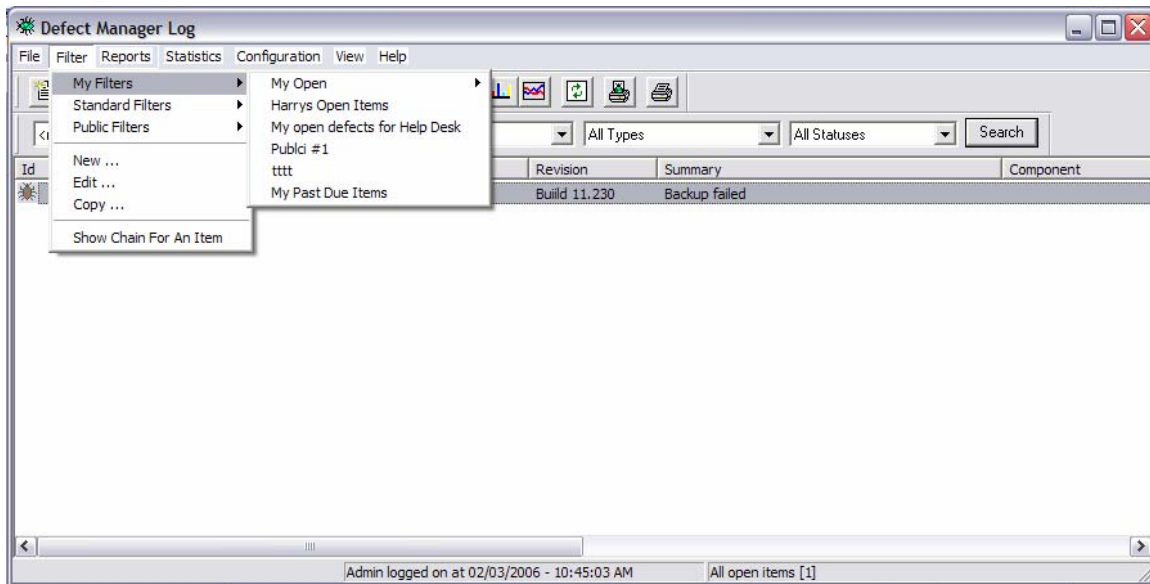 Defect Manager Log
File Filter Reports Statistics Configuration View Help
My Filters
Standard Filters
Public Filters
New ...
Edit ...
Copy ...
Show Chain For An Item
My Open
Harrys Open Items
My open defects for Help Desk
Publci #1
tttt
My Past Due Items
All Types All Statuses Search
Id Revision Summary Component
Buiild 11.230 Backup failed
Admin logged on at 02/03/2006 - 10:45:03 AM All open items [1]